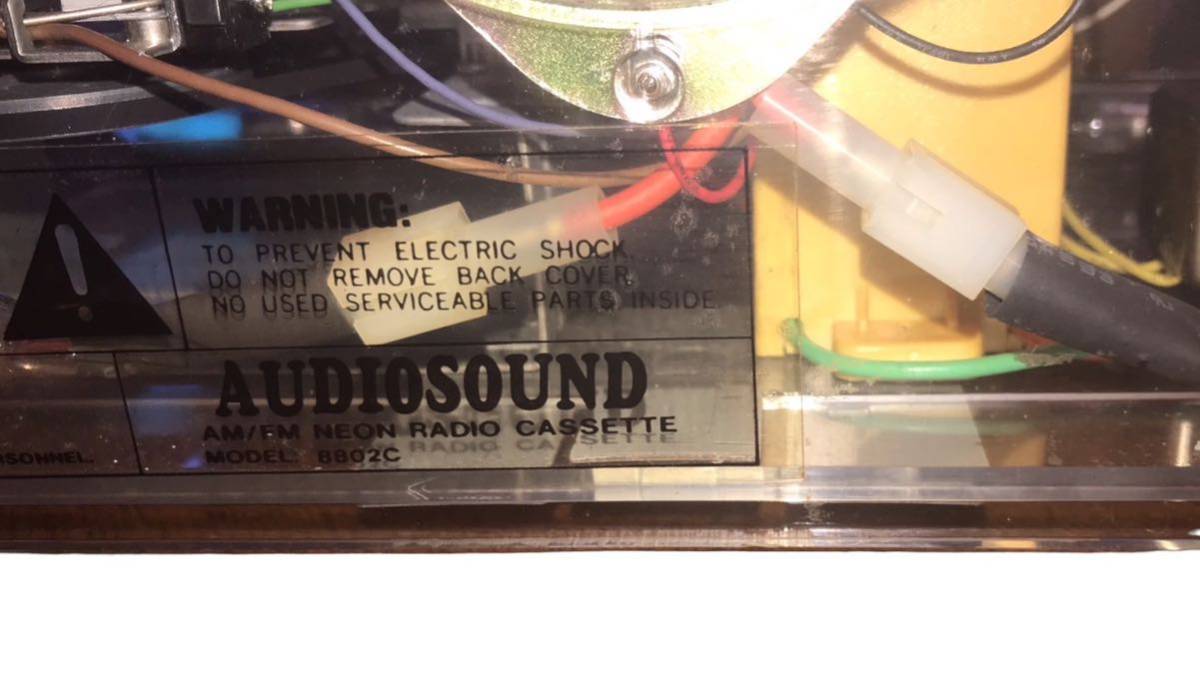 WARNING:
TO PREVENT ELECTRIC SHOCK.
DO NOT REMOVE BACK COVER.
NO USED SERVICEABLE PARTS INSIDE
AUDIOSOUND
AM/FM NEON RADIO CASSETTE
MODEL: 8802C